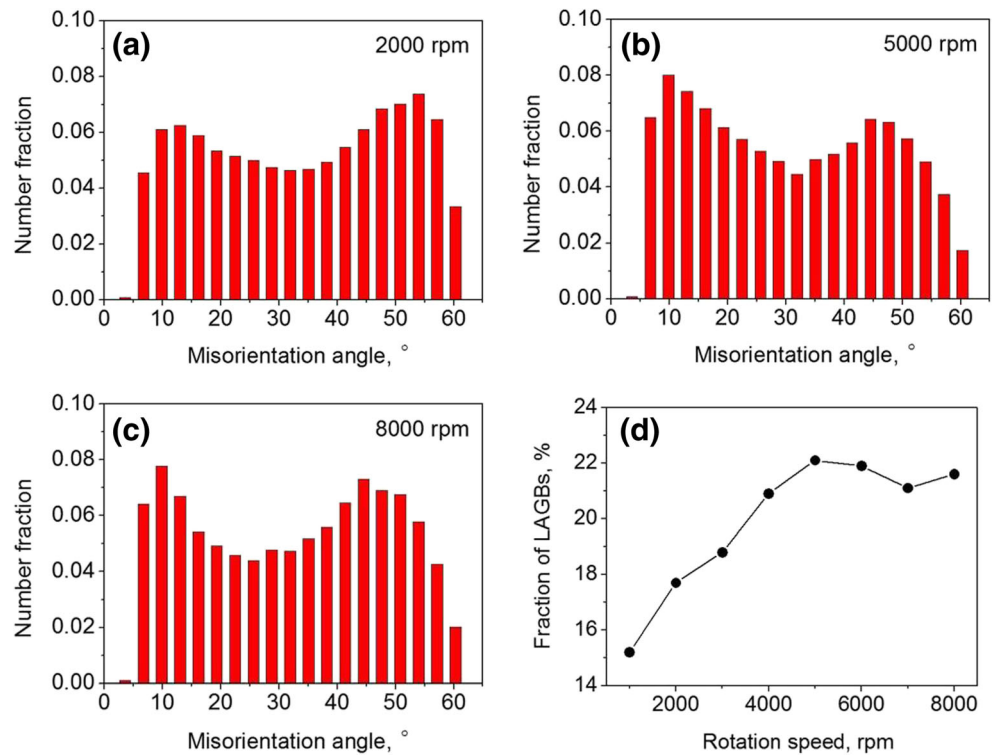 (a)
2000 rpm
0.10
0.08
0.06
0.04
0.02
0.00
Number fraction
0 10 20 30 40 50 60
Misorientation angle, °
(b)
5000 rpm
0.10
0.08
0.06
0.04
0.02
0.00
Number fraction
0 10 20 30 40 50 60
Misorientation angle, °
(c)
8000 rpm
0.10
0.08
0.06
0.04
0.02
0.00
Number fraction
0 10 20 30 40 50 60
Misorientation angle, °
(d)
24
22
20
18
16
14
Fraction of LAGBs, %
2000 4000 6000 8000
Rotation speed, rpm